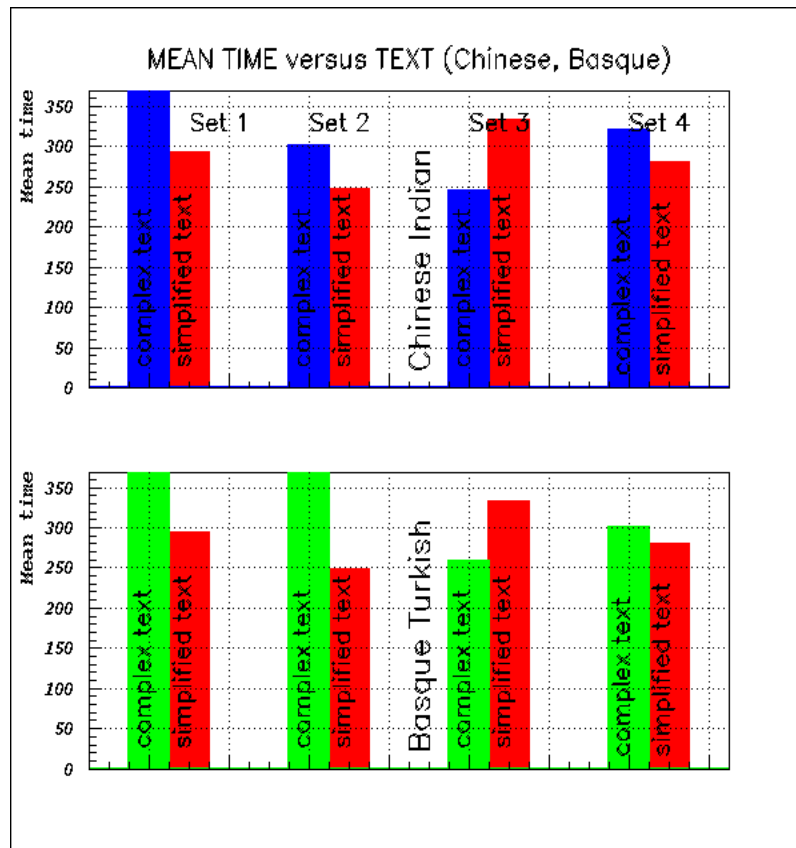 MEAN TIME versus TEXT (Chinese, Basque)
Mean time
350
300
250
200
150
100
50
0
Set 1
Set 2
Set 3
Set 4
complex text
simplified text
complex text
simplified text
Chinese Indian
complex text
simplified text
complex text
simplified text
Mean time
350
300
250
200
150
100
50
0
complex text
simplified text
complex text
simplified text
Basque Turkish
complex text
simplified text
complex text
simplified text